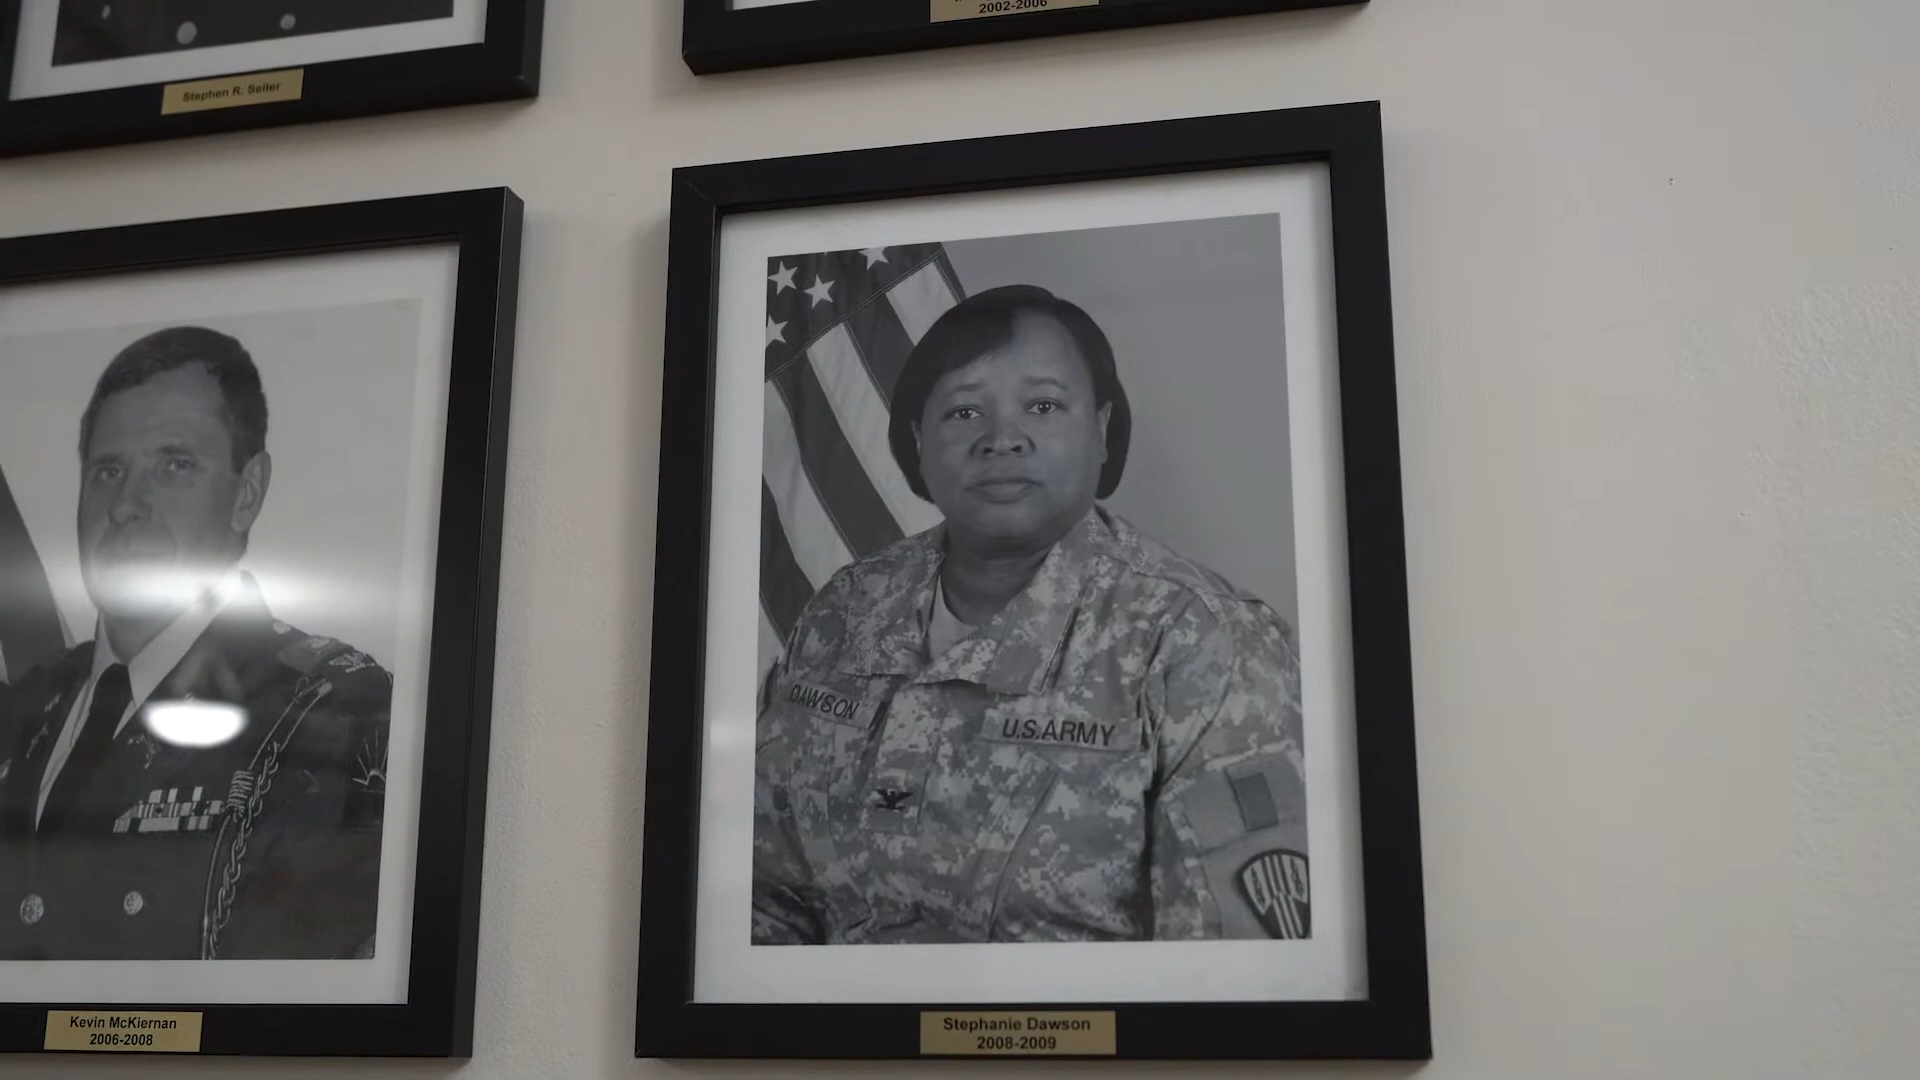 2002-2006
Stephen R. Seiter
DAWSON
U.S.ARMY
Kevin McKiernan
2006-2008
Stephanie Dawson
2008-2009